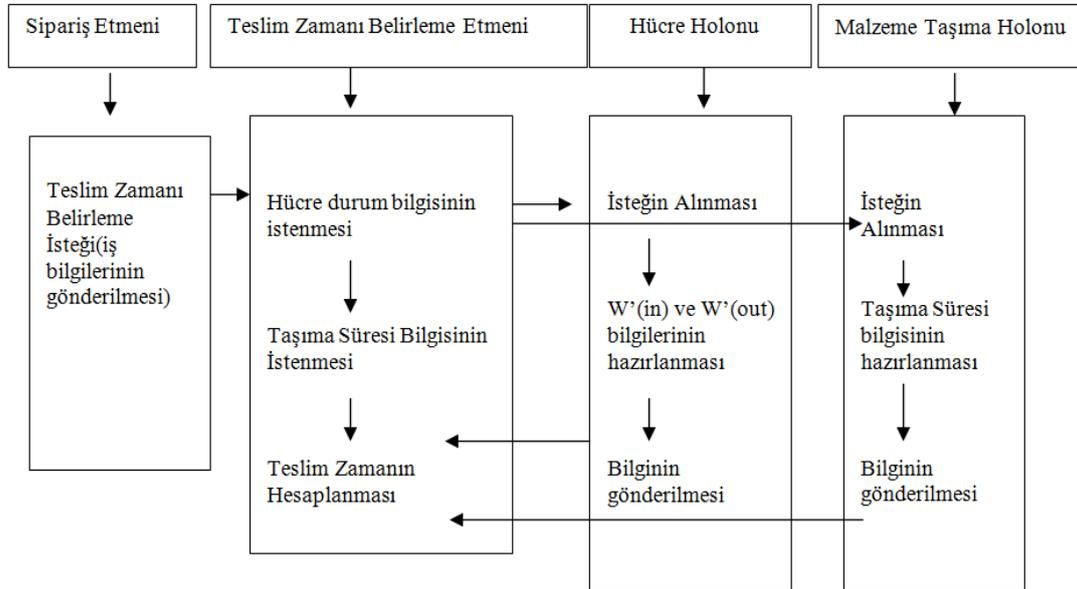 Sipariş Etmeni
Teslim Zamanı Belirleme Etmeni
Hücre Holonu
Malzeme Taşıma Holonu
Teslim Zamanı
Belirleme
İsteği(iş
bilgilerinin
gönderilmesi)
Hücre durum bilgisinin
istenmesi
Taşıma Süresi Bilgisinin
İstenmesi
Teslim Zamanın
Hesaplanması
İsteğin Alınması
W’(in) ve W’(out)
bilgilerinin
hazırlanması
Bilginin
gönderilmesi
İsteğin
Alınması
Taşıma Süresi
bilgisinin
hazırlanması
Bilginin
gönderilmesi